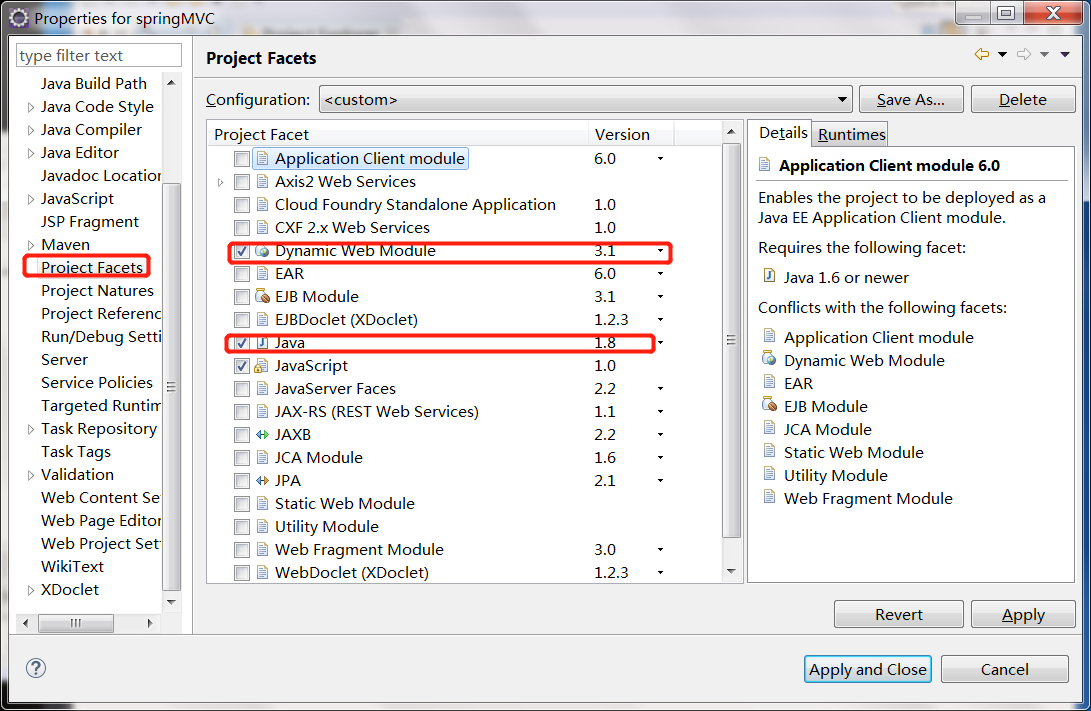 Properties for springMVC
type filter text
Java Build Path
Java Code Style
Java Compiler
Java Editor
Javadoc Location
JavaScript
JSP Fragment
Maven
Project Facets
Project Natures
Project Referenc
Run/Debug Setti
Server
Service Policies
Targeted Runtim
Task Repository
Task Tags
Validation
Web Content Se
Web Page Editor
Web Project Set
WikiText
XDoclet
Project Facets
Configuration: <custom> Save As... Delete
Project Facet Version
Application Client module 6.0
Axis2 Web Services
Cloud Foundry Standalone Application 1.0
CXF 2.x Web Services 1.0
Dynamic Web Module 3.1
EAR 6.0
EJB Module 3.1
EJBDoclet (XDoclet) 1.2.3
Java 1.8
JavaScript 1.0
JavaServer Faces 2.2
JAX-RS (REST Web Services) 1.1
JAXB 2.2
JCA Module 1.6
JPA 2.1
Static Web Module
Utility Module
Web Fragment Module 3.0
WebDoclet (XDoclet) 1.2.3
Details Runtimes
Application Client module 6.0
Enables the project to be deployed as a
Java EE Application Client module.
Requires the following facet:
Java 1.6 or newer
Conflicts with the following facets:
Application Client module
Dynamic Web Module
EAR
EJB Module
JCA Module
Static Web Module
Utility Module
Web Fragment Module
Revert Apply
Apply and Close Cancel